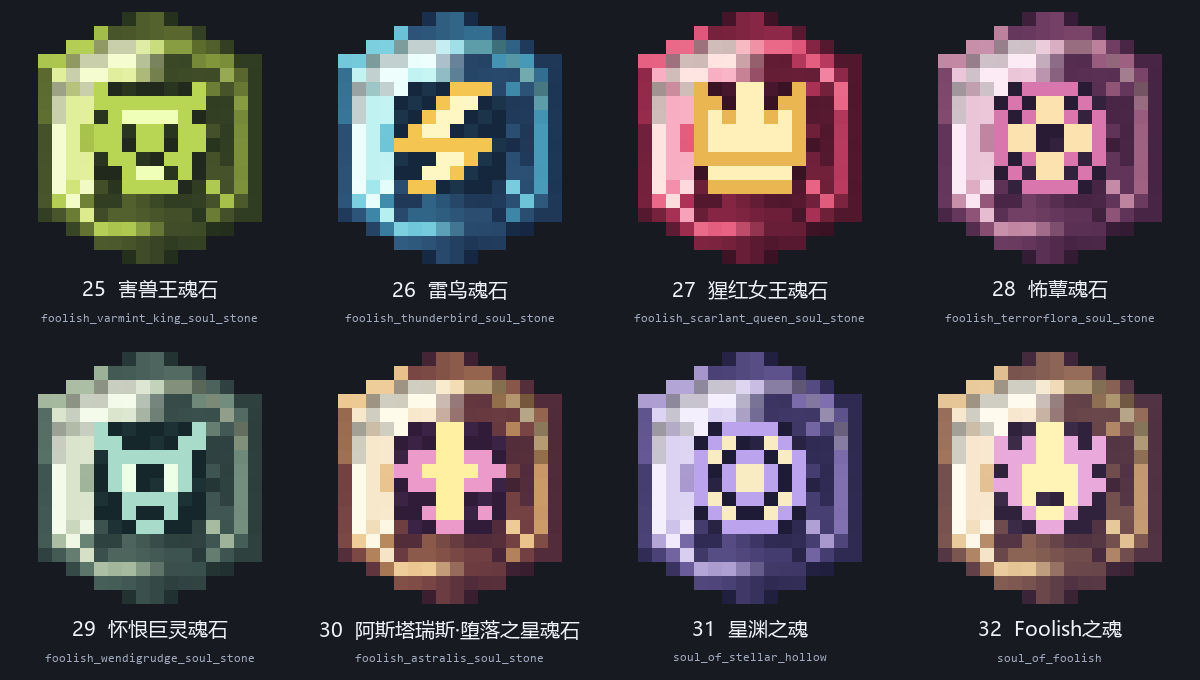 25 害兽王魂石
foolish_varmint_king_soul_stone
26 雷鸟魂石
foolish_thunderbird_soul_stone
27 猩红女王魂石
foolish_scarlant_queen_soul_stone
28 怖蕈魂石
foolish_terrorflora_soul_stone
29 怀恨巨灵魂石
foolish_wendigrudge_soul_stone
30 阿斯塔瑞斯·堕落之星魂石
foolish_astralis_soul_stone
31 星渊之魂
soul_of_stellar_hollow
32 Foolish之魂
soul_of_foolish